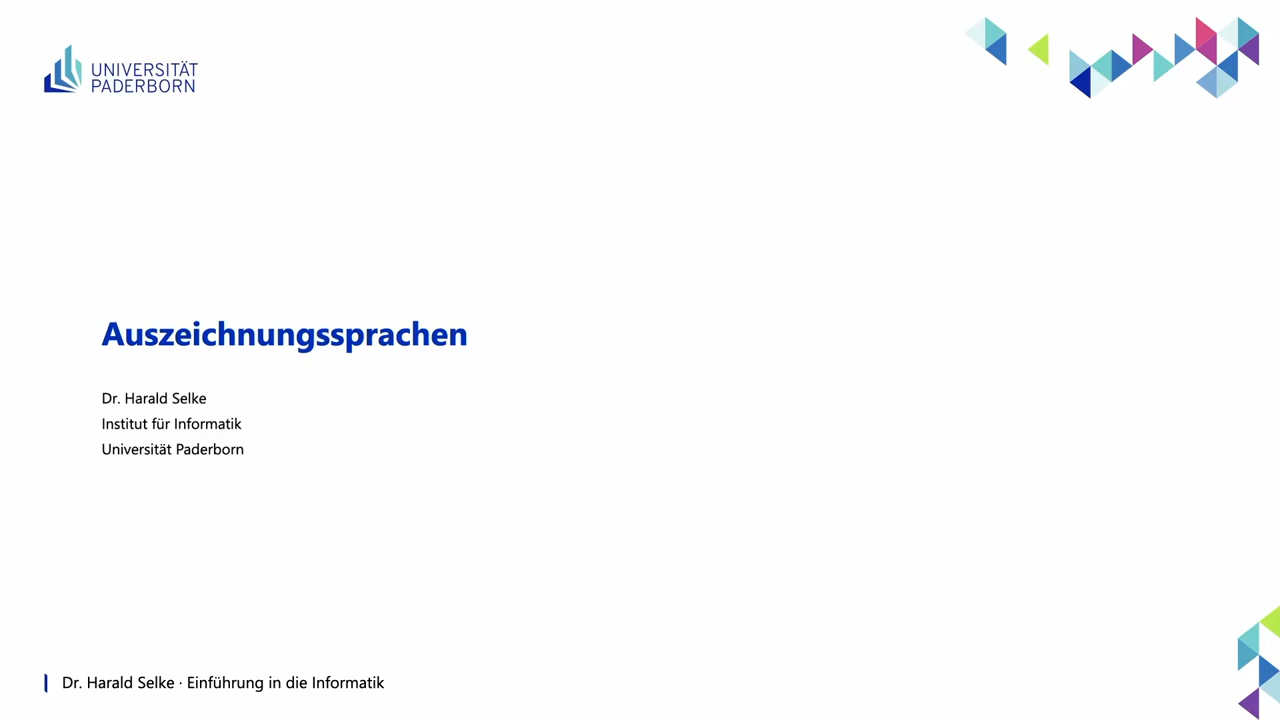 UNIVERSITÄT
PADERBORN
Auszeichnungssprachen
Dr. Harald Selke
Institut für Informatik
Universität Paderborn
Dr. Harald Selke · Einführung in die Informatik